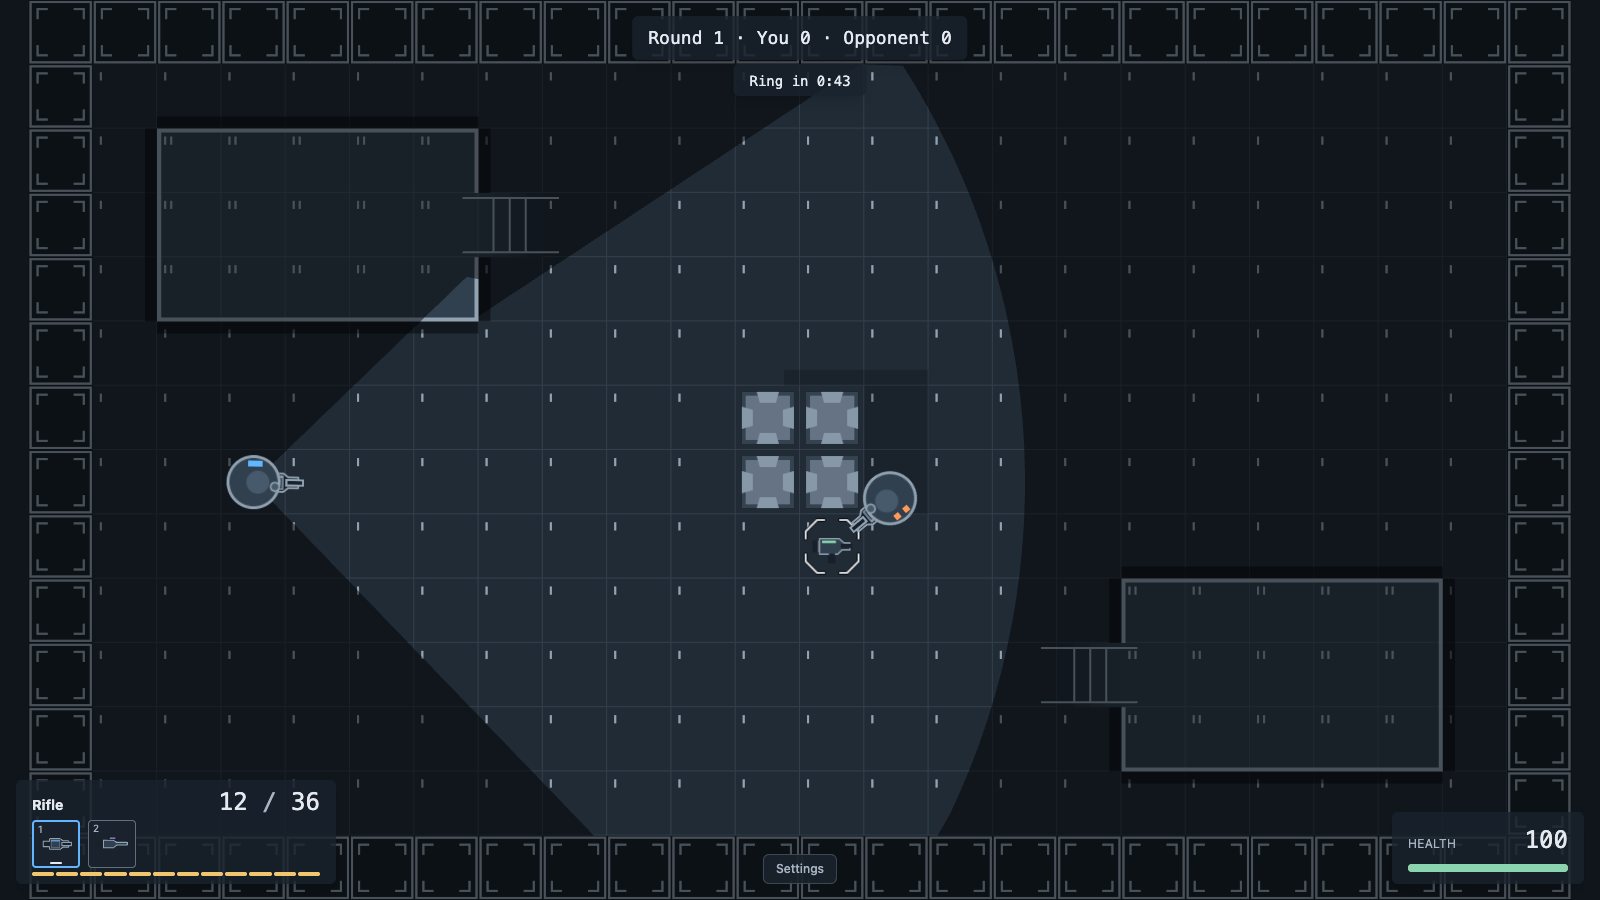 Round 1 · You 0 · Opponent 0
Ring in 0:43
Rifle
12 / 36
1
2
Settings
HEALTH
100